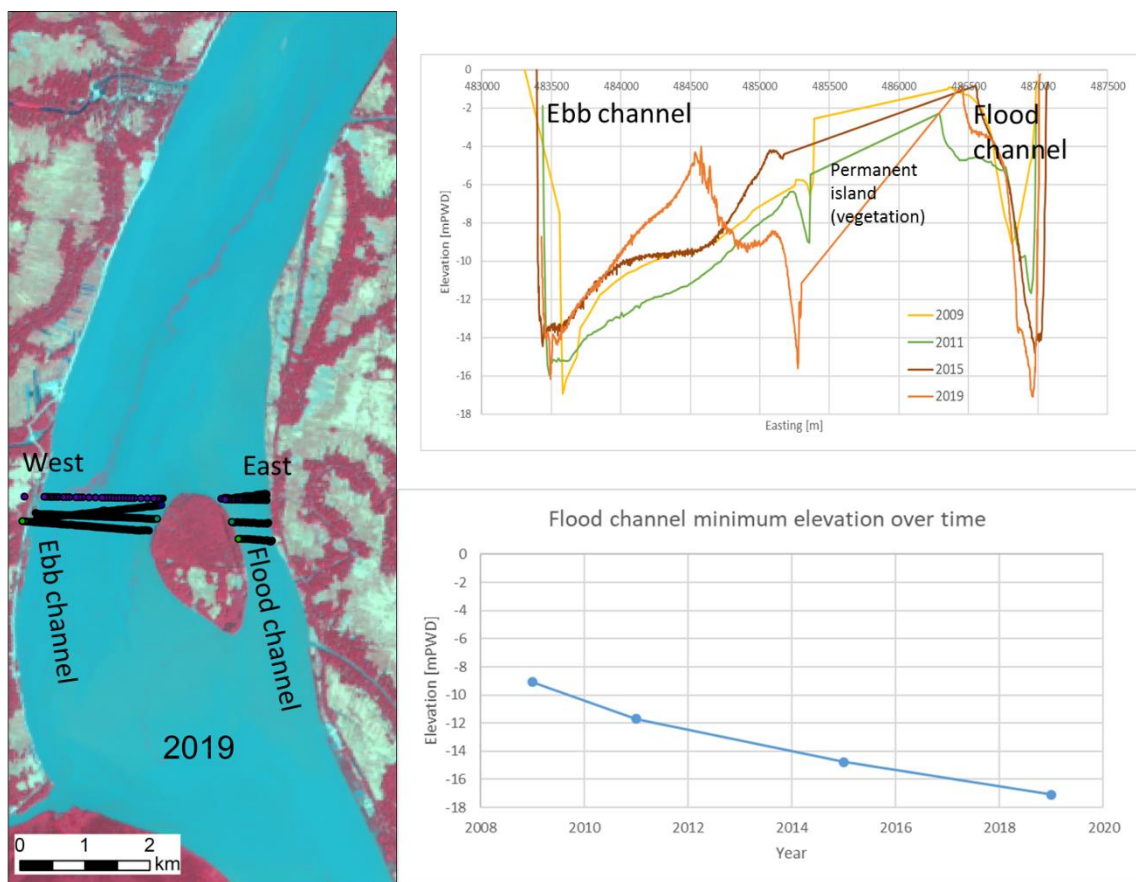 West
East
Ebb channel
Flood channel
2019
0 1 2
km
0
-2
-4
-6
-8
-10
-12
-14
-16
-18
Elevation [mPWD]
483000 483500 484000 484500 485000 485500 486000 486500 487000 487500
Ebb channel
Flood
channel
Permanent
island
(vegetation)
2009
2011
2015
2019
Easting [m]
Flood channel minimum elevation over time
0
-2
-4
-6
-8
-10
-12
-14
-16
-18
Elevation [mPWD]
2008 2010 2012 2014 2016 2018 2020
Year